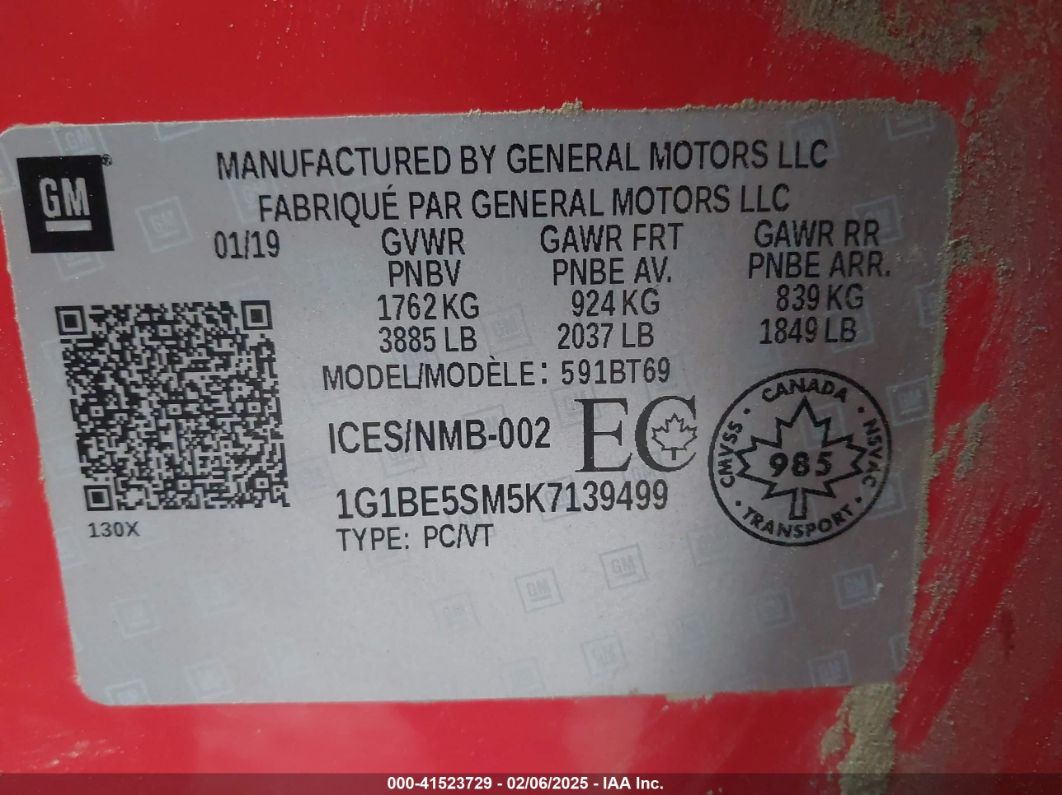 GM
MANUFACTURED BY GENERAL MOTORS LLC
FABRIQUÉ PAR GENERAL MOTORS LLC
01/19 GVWR GAWR FRT GAWR RR
PNBV PNBE AV. PNBE ARR.
1762 KG 924 KG 839 KG
3885 LB 2037 LB 1849 LB
MODEL/MODÈLE: 591BT69
ICES/NMB-002 EC
CANADA
CMVSS • NSVAC
985
TRANSPORT
1G1BE5SM5K7139499
130X
TYPE: PC/VT
000-41523729 - 02/06/2025 - IAA Inc.